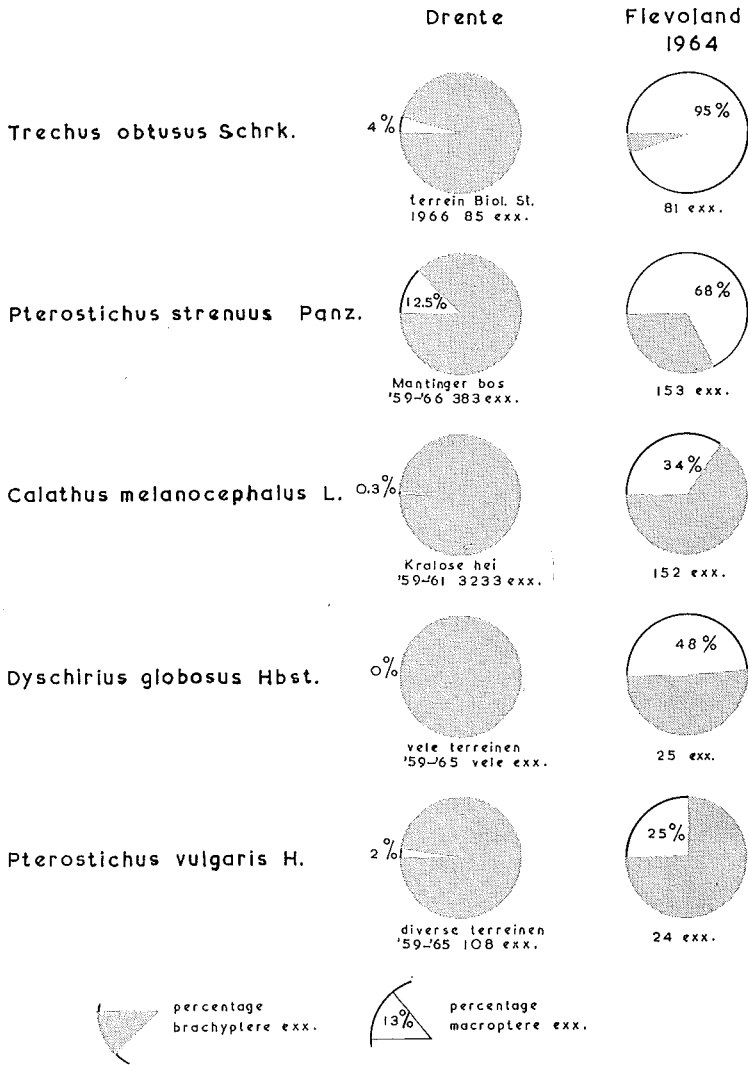 Drente
Flevoland
1964
Trechus obtusus Schrk.
4%
95%
terrein Biol. St.
1966 85 exx.
81 exx.
Pterostichus strenuus Panz.
12.5%
68%
Mantinger bos
'59-'66 383 exx.
153 exx.
Calathus melanocephalus L.
0.3%
34%
Kralose hei
'59-'61 3233 exx.
152 exx.
Dyschirius globosus Hbst.
0%
48%
vele terreinen
'59-'65 vele exx.
25 exx.
Pterostichus vulgaris H.
2%
25%
diverse terreinen
'59-'65 108 exx.
24 exx.
percentage
brachyptere exx.
13%
percentage
macroptere exx.